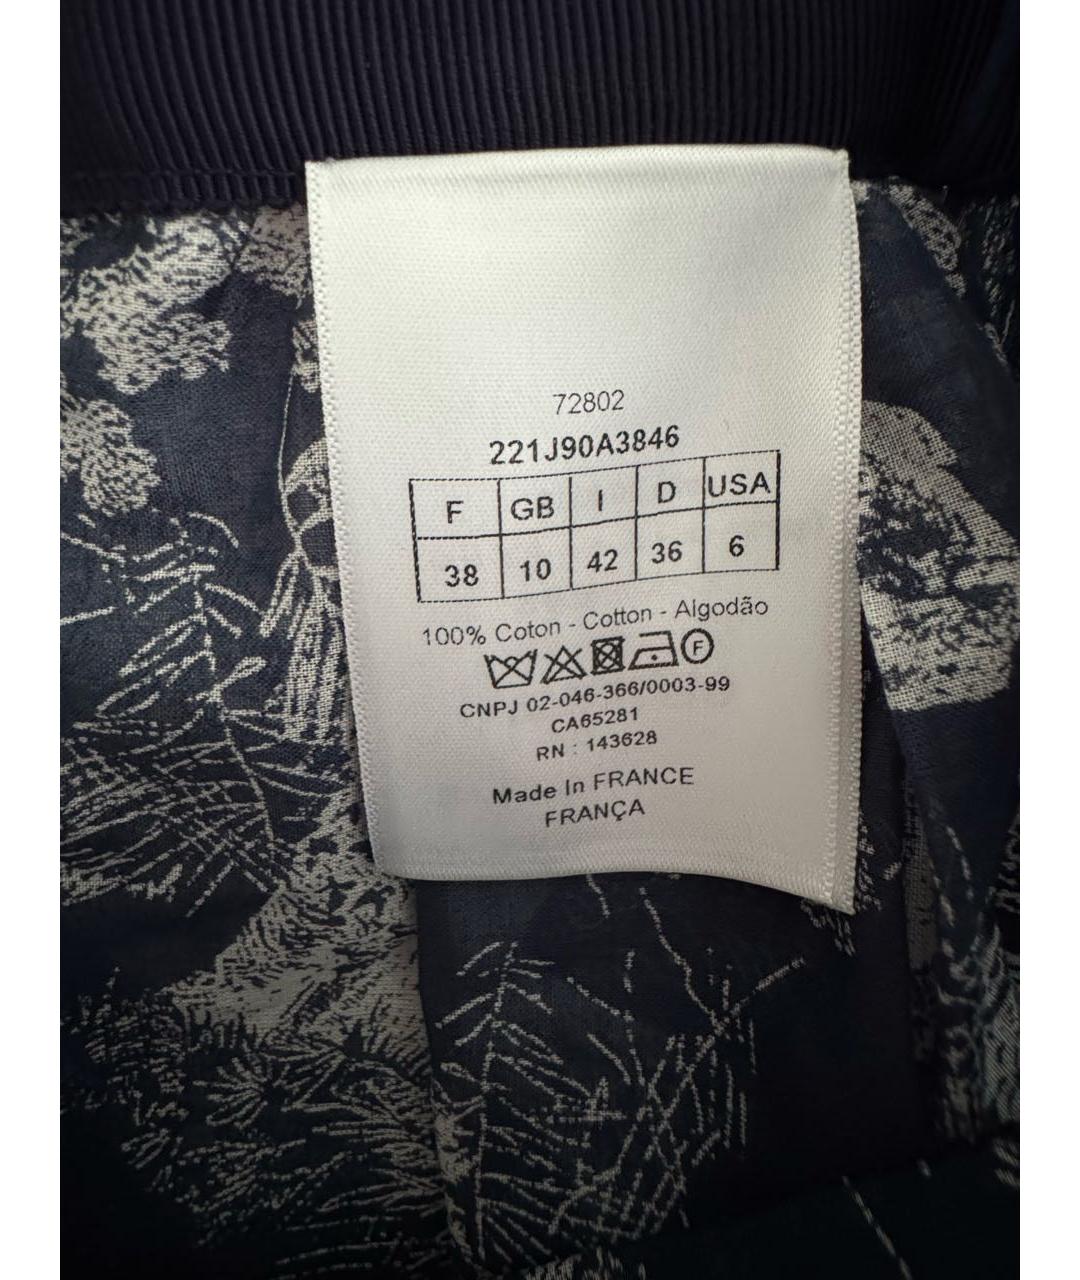 72802
221J90A3846
F GB I D USA
38 10 42 36 6
100% Coton - Cotton - Algodão
F
CNPJ 02-046-366/0003-99
CA65281
RN : 143628
Made In FRANCE
FRANÇA